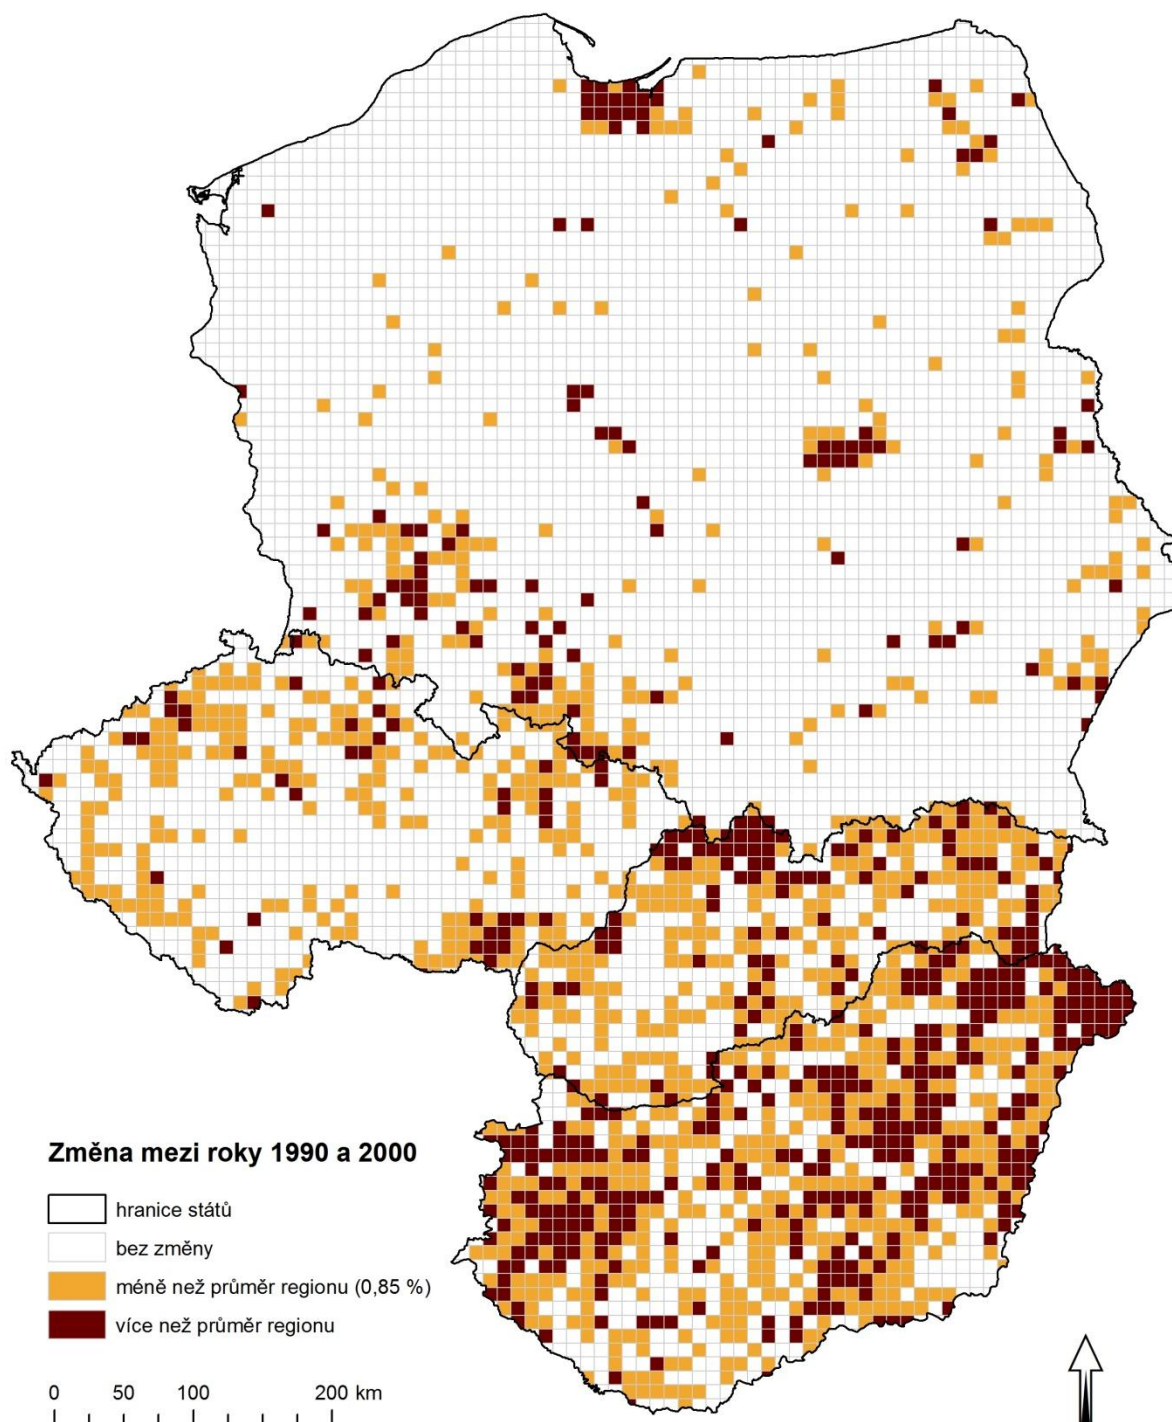 Změna mezi roky 1990 a 2000
hranice států
bez změny
méně než průměr regionu (0,85 %)
více než průměr regionu
0 50 100 200 km